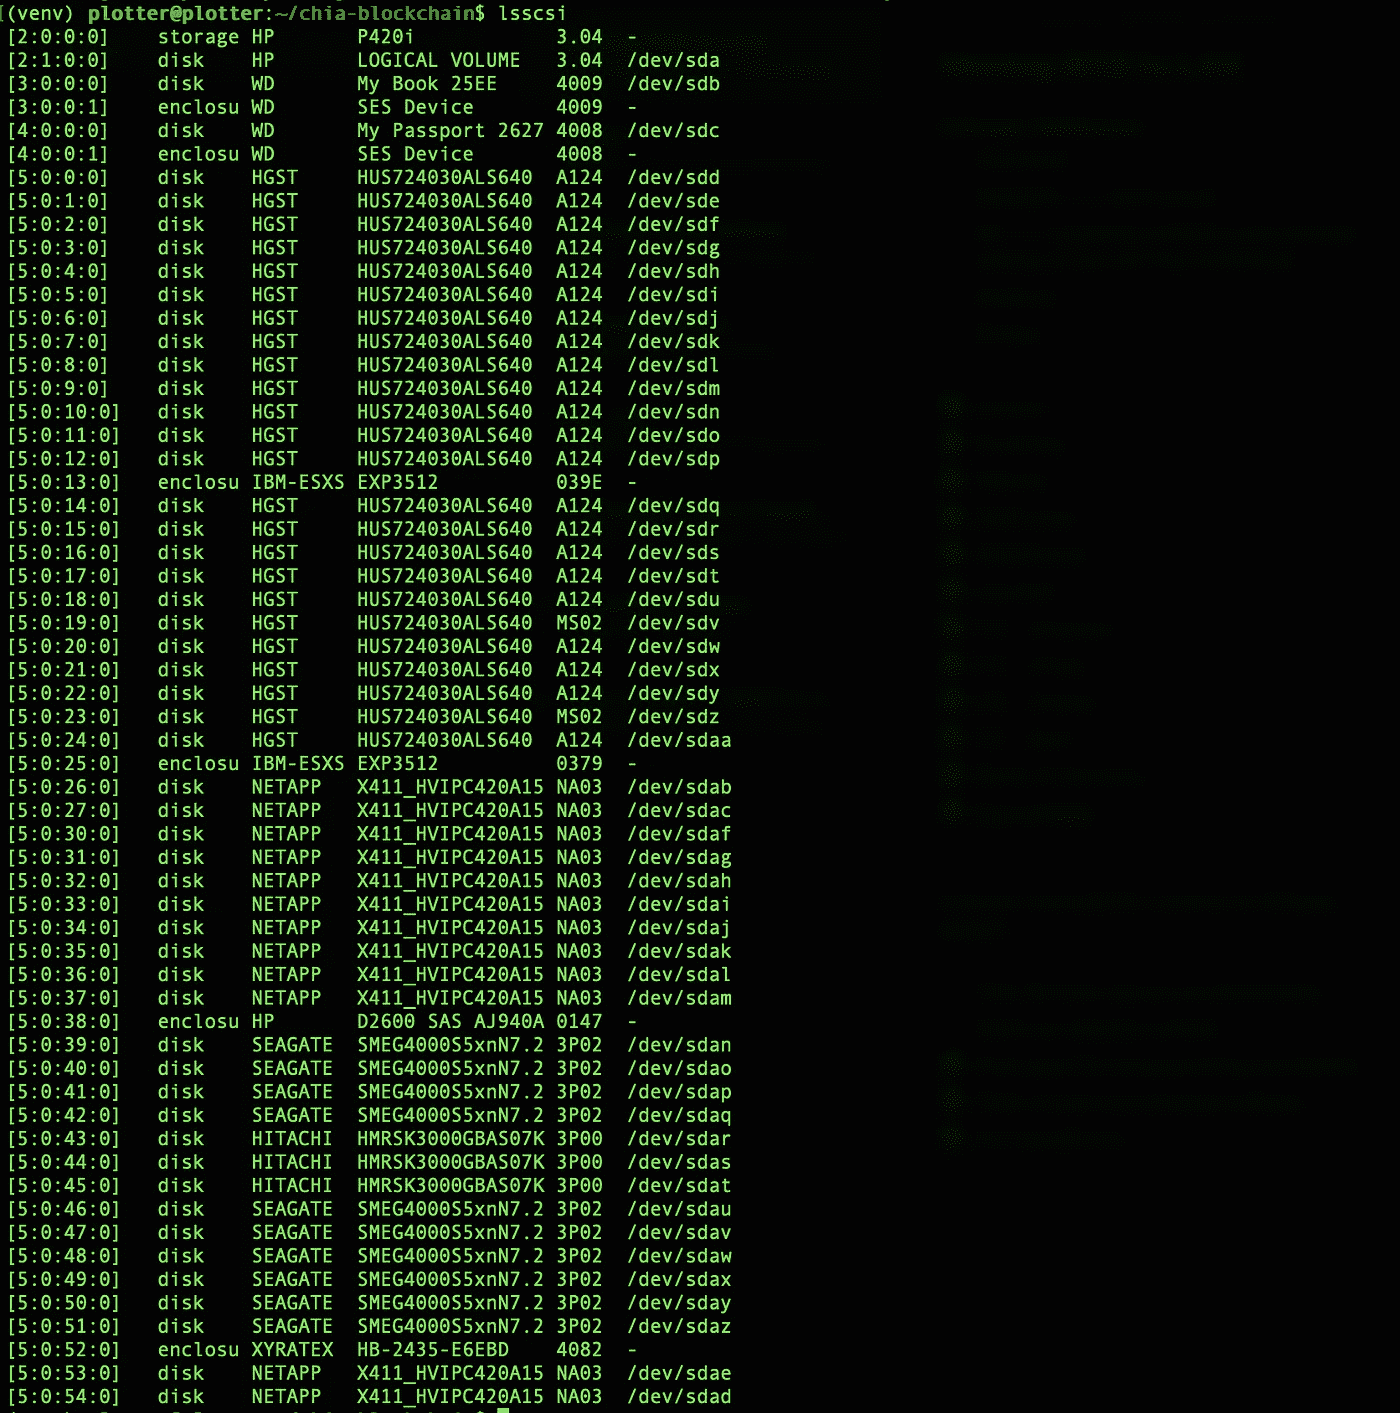 [(venv) plotter@plotter:~/chia-blockchain$ lsscsi
[2:0:0:0]    storage HP       P420i            3.04  -
[2:1:0:0]    disk    HP       LOGICAL VOLUME   3.04  /dev/sda
[3:0:0:0]    disk    WD       My Book 25EE     4009  /dev/sdb
[3:0:0:1]    enclosu WD       SES Device       4009  -
[4:0:0:0]    disk    WD       My Passport 2627 4008  /dev/sdc
[4:0:0:1]    enclosu WD       SES Device       4008  -
[5:0:0:0]    disk    HGST     HUS724030ALS640  A124  /dev/sdd
[5:0:1:0]    disk    HGST     HUS724030ALS640  A124  /dev/sde
[5:0:2:0]    disk    HGST     HUS724030ALS640  A124  /dev/sdf
[5:0:3:0]    disk    HGST     HUS724030ALS640  A124  /dev/sdg
[5:0:4:0]    disk    HGST     HUS724030ALS640  A124  /dev/sdh
[5:0:5:0]    disk    HGST     HUS724030ALS640  A124  /dev/sdi
[5:0:6:0]    disk    HGST     HUS724030ALS640  A124  /dev/sdj
[5:0:7:0]    disk    HGST     HUS724030ALS640  A124  /dev/sdk
[5:0:8:0]    disk    HGST     HUS724030ALS640  A124  /dev/sdl
[5:0:9:0]    disk    HGST     HUS724030ALS640  A124  /dev/sdm
[5:0:10:0]   disk    HGST     HUS724030ALS640  A124  /dev/sdn
[5:0:11:0]   disk    HGST     HUS724030ALS640  A124  /dev/sdo
[5:0:12:0]   disk    HGST     HUS724030ALS640  A124  /dev/sdp
[5:0:13:0]   enclosu IBM-ESXS EXP3512          039E  -
[5:0:14:0]   disk    HGST     HUS724030ALS640  A124  /dev/sdq
[5:0:15:0]   disk    HGST     HUS724030ALS640  A124  /dev/sdr
[5:0:16:0]   disk    HGST     HUS724030ALS640  A124  /dev/sds
[5:0:17:0]   disk    HGST     HUS724030ALS640  A124  /dev/sdt
[5:0:18:0]   disk    HGST     HUS724030ALS640  A124  /dev/sdu
[5:0:19:0]   disk    HGST     HUS724030ALS640  MS02  /dev/sdv
[5:0:20:0]   disk    HGST     HUS724030ALS640  A124  /dev/sdw
[5:0:21:0]   disk    HGST     HUS724030ALS640  A124  /dev/sdx
[5:0:22:0]   disk    HGST     HUS724030ALS640  A124  /dev/sdy
[5:0:23:0]   disk    HGST     HUS724030ALS640  MS02  /dev/sdz
[5:0:24:0]   disk    HGST     HUS724030ALS640  A124  /dev/sdaa
[5:0:25:0]   enclosu IBM-ESXS EXP3512          0379  -
[5:0:26:0]   disk    NETAPP   X411_HVIPC420A15 NA03  /dev/sdab
[5:0:27:0]   disk    NETAPP   X411_HVIPC420A15 NA03  /dev/sdac
[5:0:30:0]   disk    NETAPP   X411_HVIPC420A15 NA03  /dev/sdaf
[5:0:31:0]   disk    NETAPP   X411_HVIPC420A15 NA03  /dev/sdag
[5:0:32:0]   disk    NETAPP   X411_HVIPC420A15 NA03  /dev/sdah
[5:0:33:0]   disk    NETAPP   X411_HVIPC420A15 NA03  /dev/sdai
[5:0:34:0]   disk    NETAPP   X411_HVIPC420A15 NA03  /dev/sdaj
[5:0:35:0]   disk    NETAPP   X411_HVIPC420A15 NA03  /dev/sdak
[5:0:36:0]   disk    NETAPP   X411_HVIPC420A15 NA03  /dev/sdal
[5:0:37:0]   disk    NETAPP   X411_HVIPC420A15 NA03  /dev/sdam
[5:0:38:0]   enclosu HP       D2600 SAS AJ940A 0147  -
[5:0:39:0]   disk    SEAGATE  SMEG4000S5xnN7.2 3P02  /dev/sdan
[5:0:40:0]   disk    SEAGATE  SMEG4000S5xnN7.2 3P02  /dev/sdao
[5:0:41:0]   disk    SEAGATE  SMEG4000S5xnN7.2 3P02  /dev/sdap
[5:0:42:0]   disk    SEAGATE  SMEG4000S5xnN7.2 3P02  /dev/sdaq
[5:0:43:0]   disk    HITACHI  HMRSK3000GBAS07K 3P00  /dev/sdar
[5:0:44:0]   disk    HITACHI  HMRSK3000GBAS07K 3P00  /dev/sdas
[5:0:45:0]   disk    HITACHI  HMRSK3000GBAS07K 3P00  /dev/sdat
[5:0:46:0]   disk    SEAGATE  SMEG4000S5xnN7.2 3P02  /dev/sdau
[5:0:47:0]   disk    SEAGATE  SMEG4000S5xnN7.2 3P02  /dev/sdav
[5:0:48:0]   disk    SEAGATE  SMEG4000S5xnN7.2 3P02  /dev/sdaw
[5:0:49:0]   disk    SEAGATE  SMEG4000S5xnN7.2 3P02  /dev/sdax
[5:0:50:0]   disk    SEAGATE  SMEG4000S5xnN7.2 3P02  /dev/sday
[5:0:51:0]   disk    SEAGATE  SMEG4000S5xnN7.2 3P02  /dev/sdaz
[5:0:52:0]   enclosu XYRATEX  HB-2435-E6EBD    4082  -
[5:0:53:0]   disk    NETAPP   X411_HVIPC420A15 NA03  /dev/sdae
[5:0:54:0]   disk    NETAPP   X411_HVIPC420A15 NA03  /dev/sdad